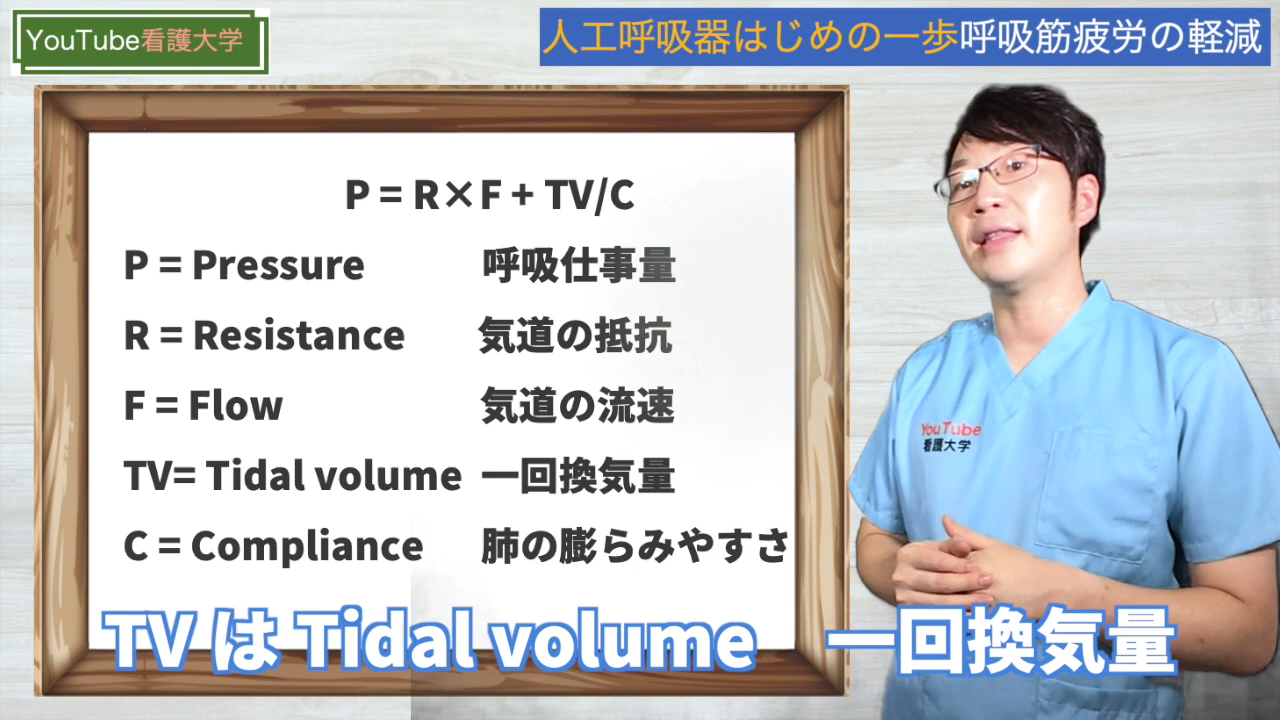 YouTube看護大学
人工呼吸器はじめの一歩呼吸筋疲労の軽減
P = R×F + TV/C
P = Pressure 呼吸仕事量
R = Resistance 気道の抵抗
F = Flow 気道の流速
TV= Tidal volume 一回換気量
C = Compliance 肺の膨らみやすさ
YouTube
看護大学
TV は Tidal volume 一回換気量